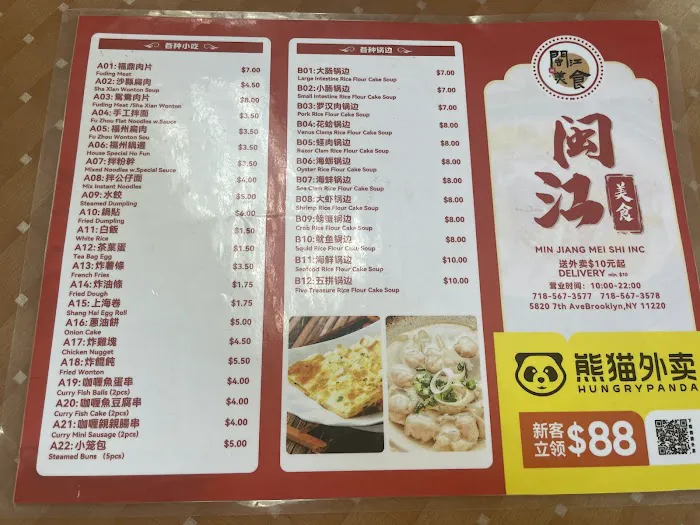 各种小吃
A01: 福鼎肉片 $7.00
Fuding Meat
A02: 沙縣扁肉 $4.50
Sha Xian Wonton Soup
A03: 鴛鴦肉片 $8.00
Fuding Meat /Sha Xian Wonton
A04: 手工拌面 $3.50
Fu Zhou Flat Noodles w.Sauce
A05: 福州扁肉 $3.50
Fu Zhou Wonton Sou
A06: 福州鍋邊 $3.50
House Special Ho Fun
A07: 拌粉幹 $3.50
Mixed Noodles w.Special Sauce
A08: 拌公仔面 $4.00
Mix Instant Noodles
A09: 水餃 $5.00
Steamed Dumpling
A10: 鍋貼 $4.00
Fried Dumpling
A11: 白飯 $1.50
White Rice
A12: 茶葉蛋 $1.50
Tea Bag Egg
A13: 炸薯條 $3.50
French Fries
A14: 炸油條 $1.75
Fried Dough
A15: 上海卷 $1.75
Shang Hai Egg Roll
A16: 蔥油餅 $5.00
Onion Cake
A17: 炸雞塊 $4.50
Chicken Nugget
A18: 炸餛飩 $5.50
Fried Wonton
A19: 咖喱魚蛋串 $4.00
Curry Fish Balls (2pcs)
A20: 咖喱魚豆腐串 $4.00
Curry Fish Cake (2pcs)
A21: 咖喱親親腸串 $4.00
Curry Mini Sausage (2pcs)
A22: 小笼包 $5.00
Steamed Buns (5pcs)
各种锅边
B01: 大肠锅边 $7.00
Large Intestine Rice Flour Cake Soup
B02: 小肠锅边 $7.00
Small Intestine Rice Flour Cake Soup
B03: 罗汉肉锅边 $7.00
Pork Rice Flour Cake Soup
B04: 花蛤锅边 $8.00
Venus Clams Rice Flour Cake Soup
B05: 蛏肉锅边 $8.00
Razor Clam Rice Flour Cake Soup
B06: 海蛎锅边 $8.00
Oyster Rice Flour Cake Soup
B07: 海蚌锅边 $8.00
Sea Clam Rice Flour Cake Soup
B08: 大虾锅边 $8.00
Shrimp Rice Flour Cake Soup
B09: 螃蟹锅边 $8.00
Crab Rice Flour Cake Soup
B10: 鱿鱼锅边 $8.00
Squid Rice Flour Cake Soup
B11: 海鲜锅边 $10.00
Seafood Rice Flour Cake Soup
B12: 五拼锅边 $10.00
Five Treasure Rice Flour Cake Soup
閩江
美食
闽江
美食
MIN JIANG MEI SHI INC
送外卖$10元起
DELIVERY min. $10
营业时间：10:00-22:00
718-567-3577 718-567-3578
5820 7th AveBrooklyn,NY 11220
熊猫外卖
HUNGRYPANDA
新客
立领 $88